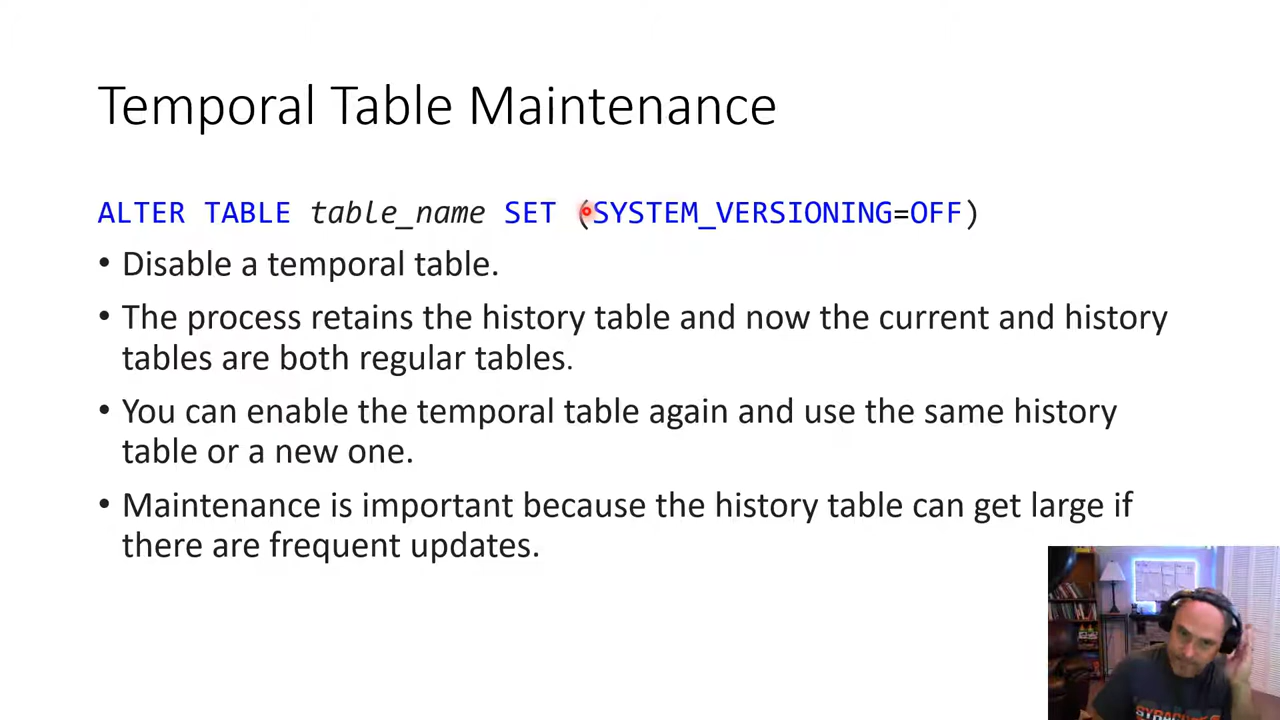 Temporal Table Maintenance
ALTER TABLE table_name SET (SYSTEM_VERSIONING=OFF)
• Disable a temporal table.
• The process retains the history table and now the current and history
tables are both regular tables.
• You can enable the temporal table again and use the same history
table or a new one.
• Maintenance is important because the history table can get large if
there are frequent updates.